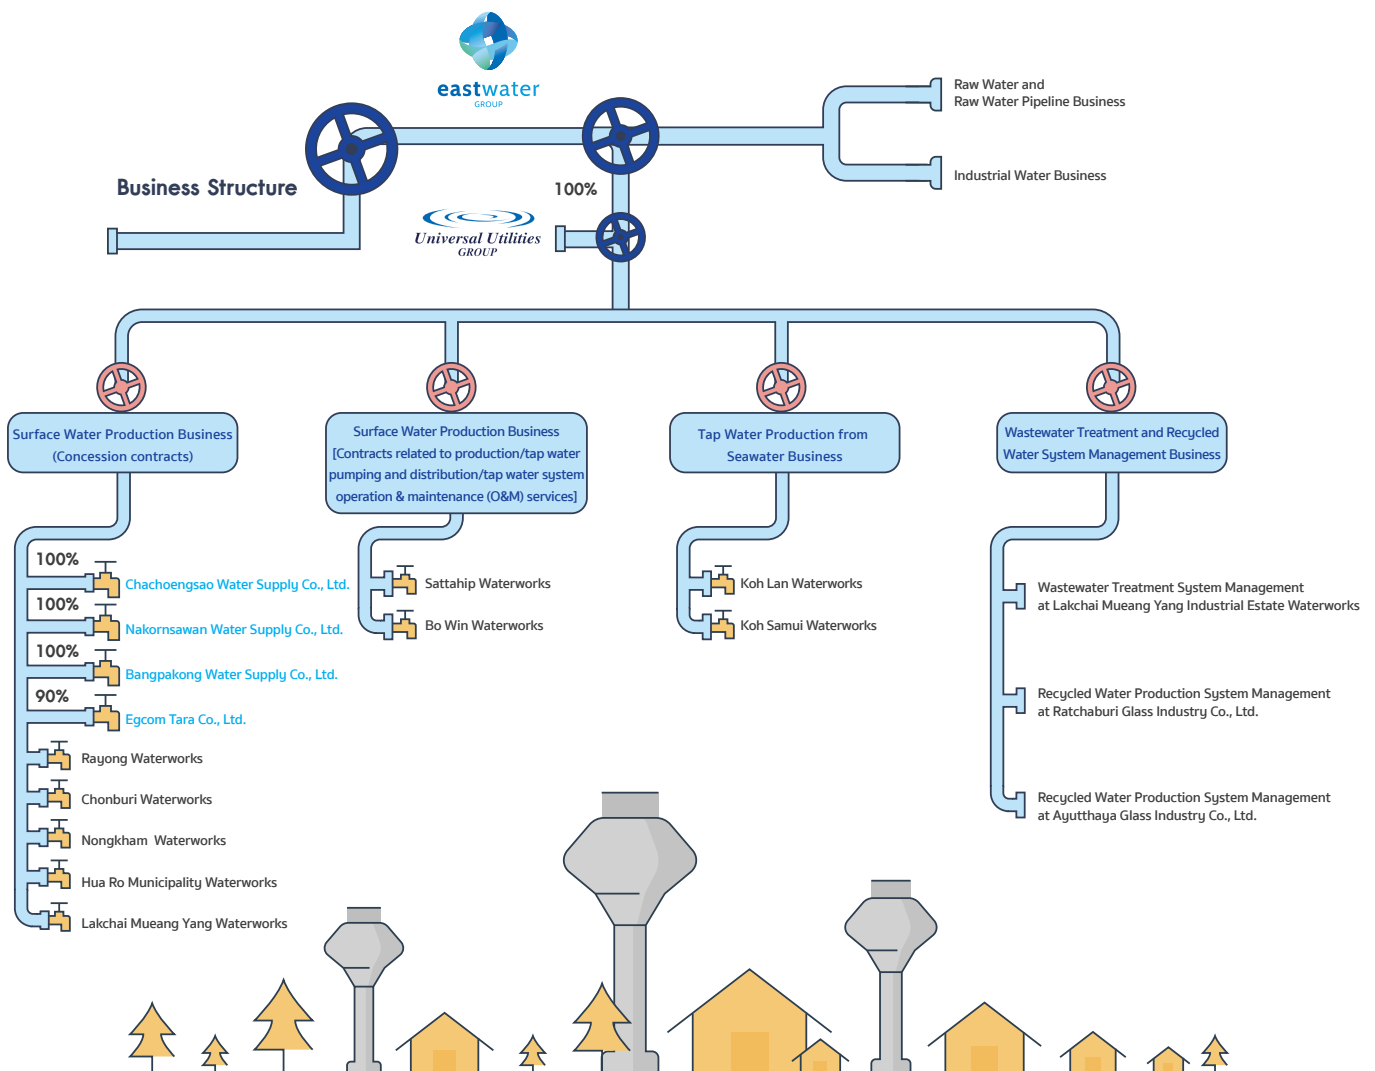 eastwater
GROUP
Raw Water and
Raw Water Pipeline Business
Industrial Water Business
Business Structure
100%
Universal Utilities
GROUP
Surface Water Production Business
(Concession contracts)
100%
Chachoengsao Water Supply Co., Ltd.
100%
Nakornsawan Water Supply Co., Ltd.
100%
Bangpakong Water Supply Co., Ltd.
90%
Egcom Tara Co., Ltd.
Rayong Waterworks
Chonburi Waterworks
Nongkham Waterworks
Hua Ro Municipality Waterworks
Lakchai Mueang Yang Waterworks
Surface Water Production Business
[Contracts related to production/tap water
pumping and distribution/tap water system
operation & maintenance (O&M) services]
Sattahip Waterworks
Bo Win Waterworks
Tap Water Production from
Seawater Business
Koh Lan Waterworks
Koh Samui Waterworks
Wastewater Treatment and Recycled
Water System Management Business
Wastewater Treatment System Management
at Lakchai Mueang Yang Industrial Estate Waterworks
Recycled Water Production System Management
at Ratchaburi Glass Industry Co., Ltd.
Recycled Water Production System Management
at Ayutthaya Glass Industry Co., Ltd.